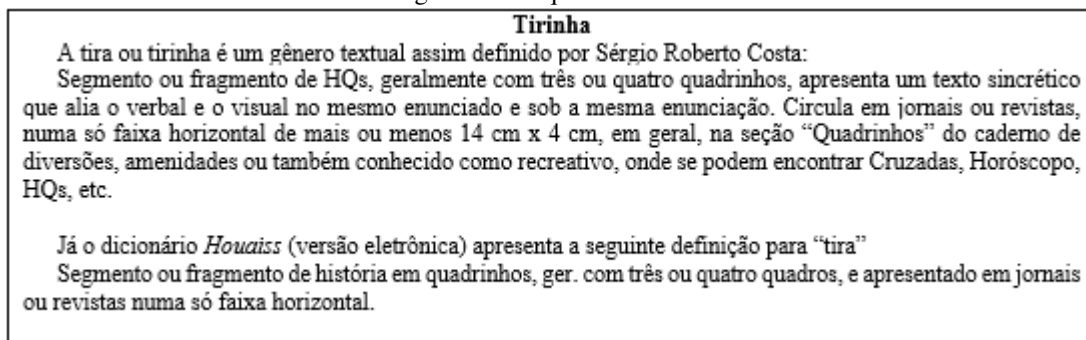 Tirinha
A tira ou tirinha é um gênero textual assim definido por Sérgio Roberto Costa:
Segmento ou fragmento de HQs, geralmente com três ou quatro quadrinhos, apresenta um texto sincrético
que alia o verbal e o visual no mesmo enunciado e sob a mesma enunciação. Circula em jornais ou revistas,
numa só faixa horizontal de mais ou menos 14 cm x 4 cm, em geral, na seção “Quadrinhos” do caderno de
diversões, amenidades ou também conhecido como recreativo, onde se podem encontrar Cruzadas, Horóscopo,
HQs, etc.
Já o dicionário Houaiss (versão eletrônica) apresenta a seguinte definição para “tira”
Segmento ou fragmento de história em quadrinhos, ger. com três ou quatro quadros, e apresentado em jornais
ou revistas numa só faixa horizontal.